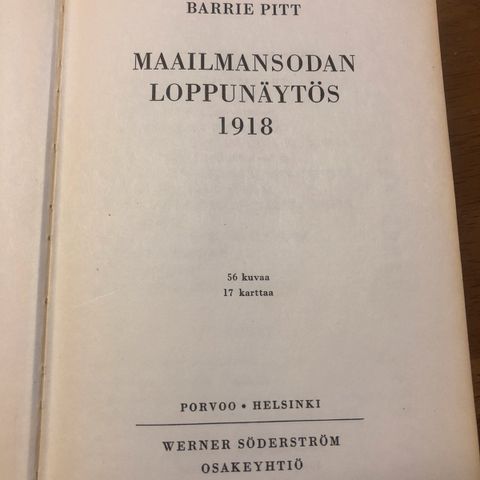 BARRIE PITT
MAAILMANSODAN
LOPPUNÄYTÖS
1918
56 kuvaa
17 karttaa
PORVOO • HELSINKI
WERNER SÖDERSTRÖM
OSAKEYHTIÖ